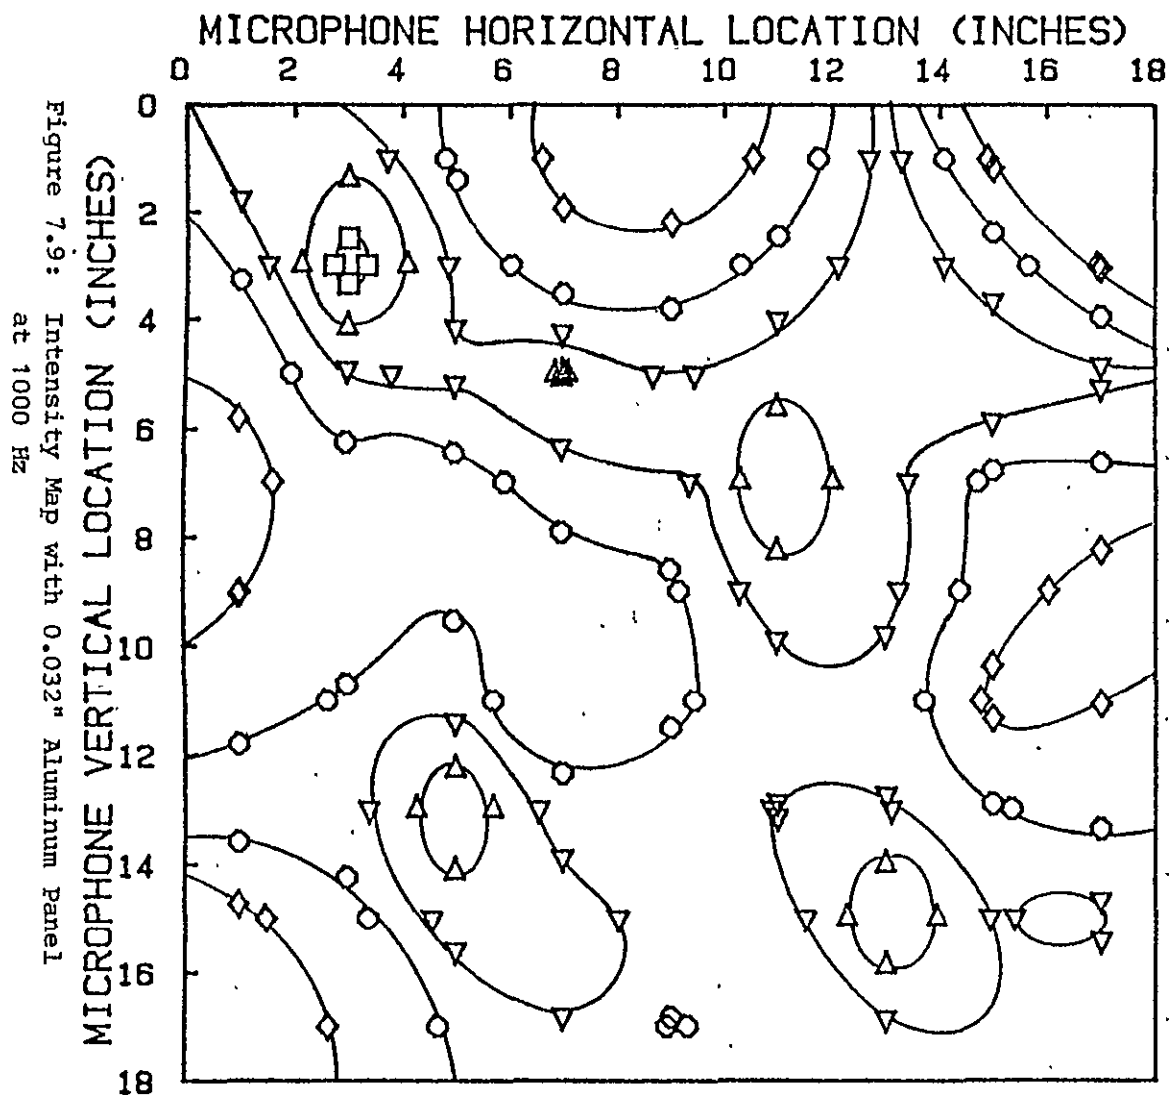 MICROPHONE HORIZONTAL LOCATION (INCHES)
0 2 4 6 8 10 12 14 16 18
MICROPHONE VERTICAL LOCATION (INCHES)
0
2
4
6
8
10
12
14
16
18
Figure 7.9: Intensity Map with 0.032" Aluminum Panel
at 1000 Hz